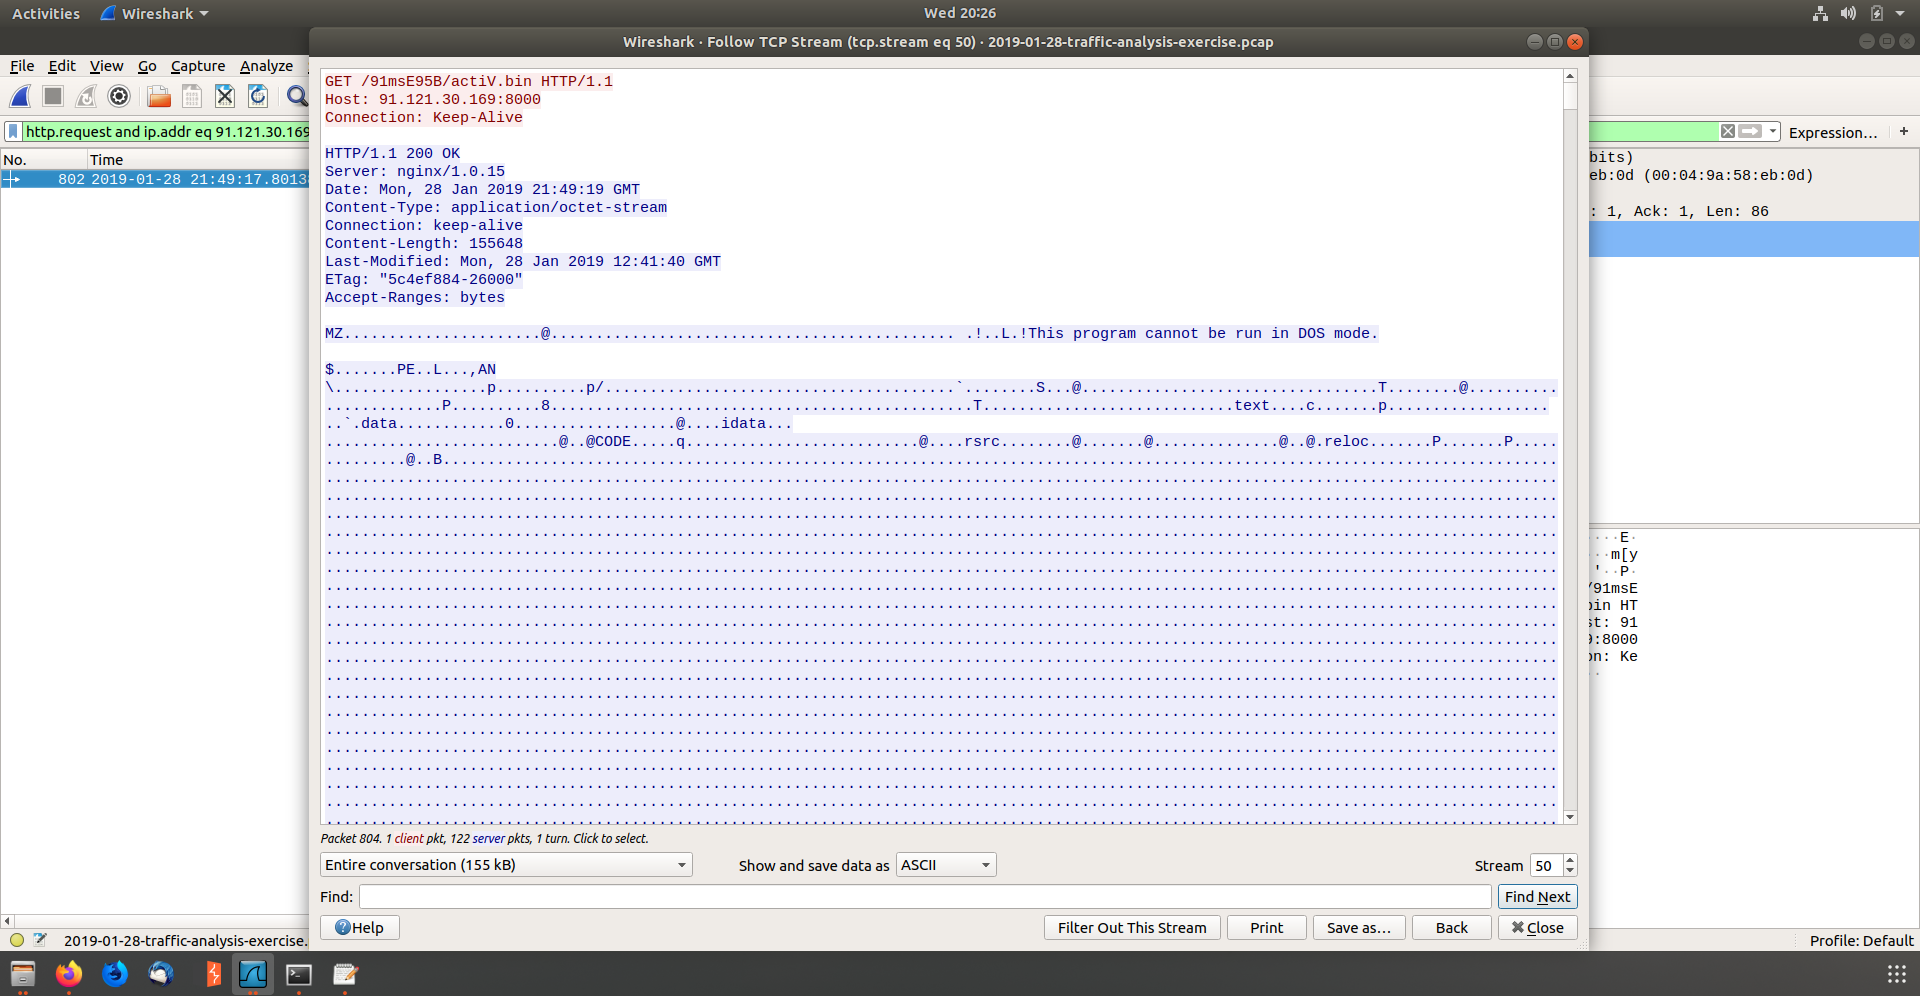 Activities Wireshark Wed 20:26
Wireshark · Follow TCP Stream (tcp.stream eq 50) · 2019-01-28-traffic-analysis-exercise.pcap
File Edit View Go Capture Analyze
http.request and ip.addr eq 91.121.30.169 Expression… +
No. Time
802 2019-01-28 21:49:17.8013
GET /91msE95B/actiV.bin HTTP/1.1
Host: 91.121.30.169:8000
Connection: Keep-Alive
HTTP/1.1 200 OK
Server: nginx/1.0.15
Date: Mon, 28 Jan 2019 21:49:19 GMT
Content-Type: application/octet-stream
Connection: keep-alive
Content-Length: 155648
Last-Modified: Mon, 28 Jan 2019 12:41:40 GMT
ETag: "5c4ef884-26000"
Accept-Ranges: bytes
MZ......................@............................................. .!..L.!This program cannot be run in DOS mode.
$.......PE..L...,AN
\.................p..........p/.......................................`........S...@.................................T........@..........
.............P..........8...............................................T............................text....c.......p..................
..`.data............0..................@....idata...
..........................@..@CODE.....q..........................@....rsrc........@.......@..............@..@.reloc.......P.......P.....
.........@..B............................................................................................................................
bits)
eb:0d (00:04:9a:58:eb:0d)
: 1, Ack: 1, Len: 86
····E·
··m[y
'··P·
/91msE
bin HT
st: 91
9:8000
on: Ke
··
Packet 804. 1 client pkt, 122 server pkts, 1 turn. Click to select.
Entire conversation (155 kB) Show and save data as ASCII Stream 50
Find: Find Next
Help Filter Out This Stream Print Save as… Back Close
2019-01-28-traffic-analysis-exercise. Profile: Default